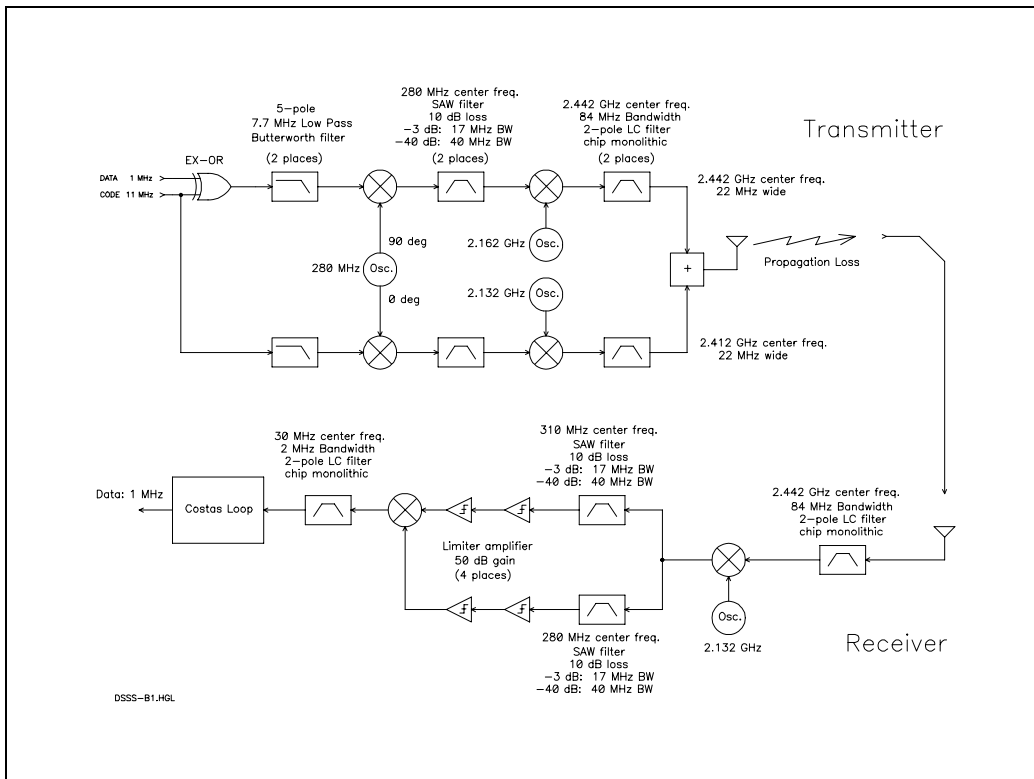 Transmitter
5-pole
7.7 MHz Low Pass
Butterworth filter
(2 places)
280 MHz center freq.
SAW filter
10 dB loss
-3 dB: 17 MHz BW
-40 dB: 40 MHz BW
(2 places)
2.442 GHz center freq.
84 MHz Bandwidth
2-pole LC filter
chip monolithic
(2 places)
EX-OR
DATA 1 MHz
CODE 11 MHz
2.442 GHz center freq.
22 MHz wide
90 deg
280 MHz
Osc.
0 deg
2.162 GHz
Osc.
2.132 GHz
Osc.
+
Propagation Loss
2.412 GHz center freq.
22 MHz wide
30 MHz center freq.
2 MHz Bandwidth
2-pole LC filter
chip monolithic
310 MHz center freq.
SAW filter
10 dB loss
-3 dB: 17 MHz BW
-40 dB: 40 MHz BW
2.442 GHz center freq.
84 MHz Bandwidth
2-pole LC filter
chip monolithic
Data: 1 MHz
Costas Loop
Limiter amplifier
50 dB gain
(4 places)
Osc.
2.132 GHz
280 MHz center freq.
SAW filter
10 dB loss
-3 dB: 17 MHz BW
-40 dB: 40 MHz BW
Receiver
DSSS-B1.HGL